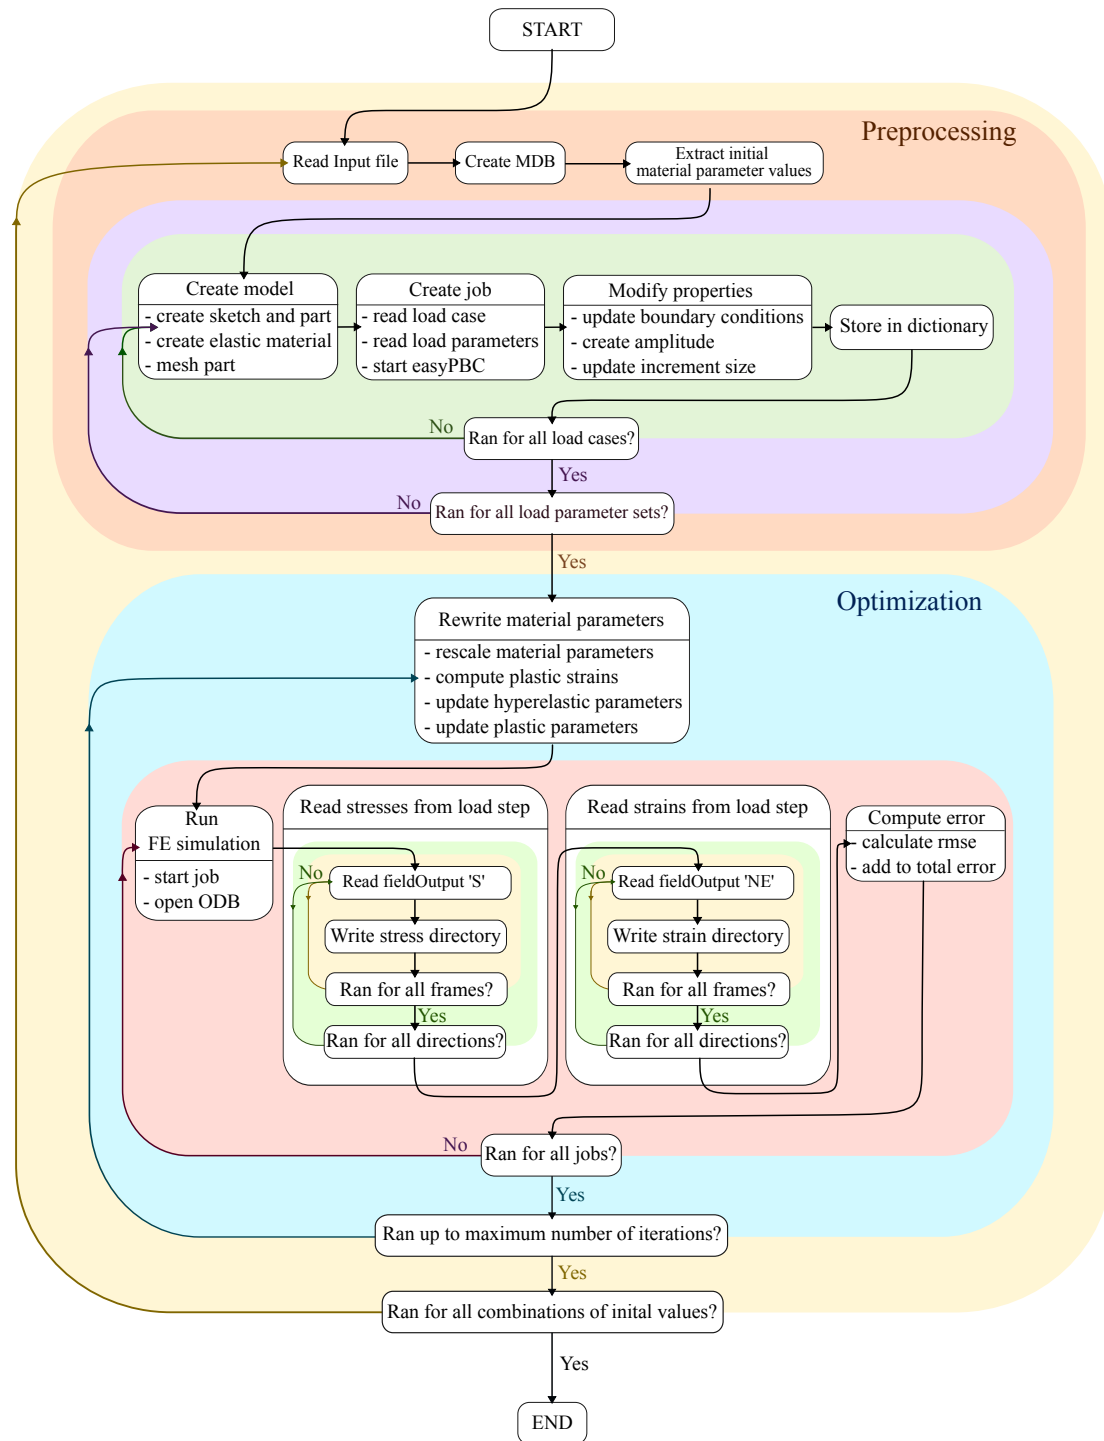 START
Preprocessing
Read Input file
Create MDB
Extract initial
material parameter values
Create model
- create sketch and part
- create elastic material
- mesh part
Create job
- read load case
- read load parameters
- start easyPBC
Modify properties
- update boundary conditions
- create amplitude
- update increment size
Store in dictionary
No
Ran for all load cases?
Yes
No
Ran for all load parameter sets?
Yes
Optimization
Rewrite material parameters
- rescale material parameters
- compute plastic strains
- update hyperelastic parameters
- update plastic parameters
Run
FE simulation
- start job
- open ODB
Read stresses from load step
No
Read fieldOutput 'S'
Write stress directory
Ran for all frames?
Yes
Ran for all directions?
Read strains from load step
No
Read fieldOutput 'NE'
Write strain directory
Ran for all frames?
Yes
Ran for all directions?
Compute error
- calculate rmse
- add to total error
No
Ran for all jobs?
Yes
Ran up to maximum number of iterations?
Yes
Ran for all combinations of inital values?
Yes
END